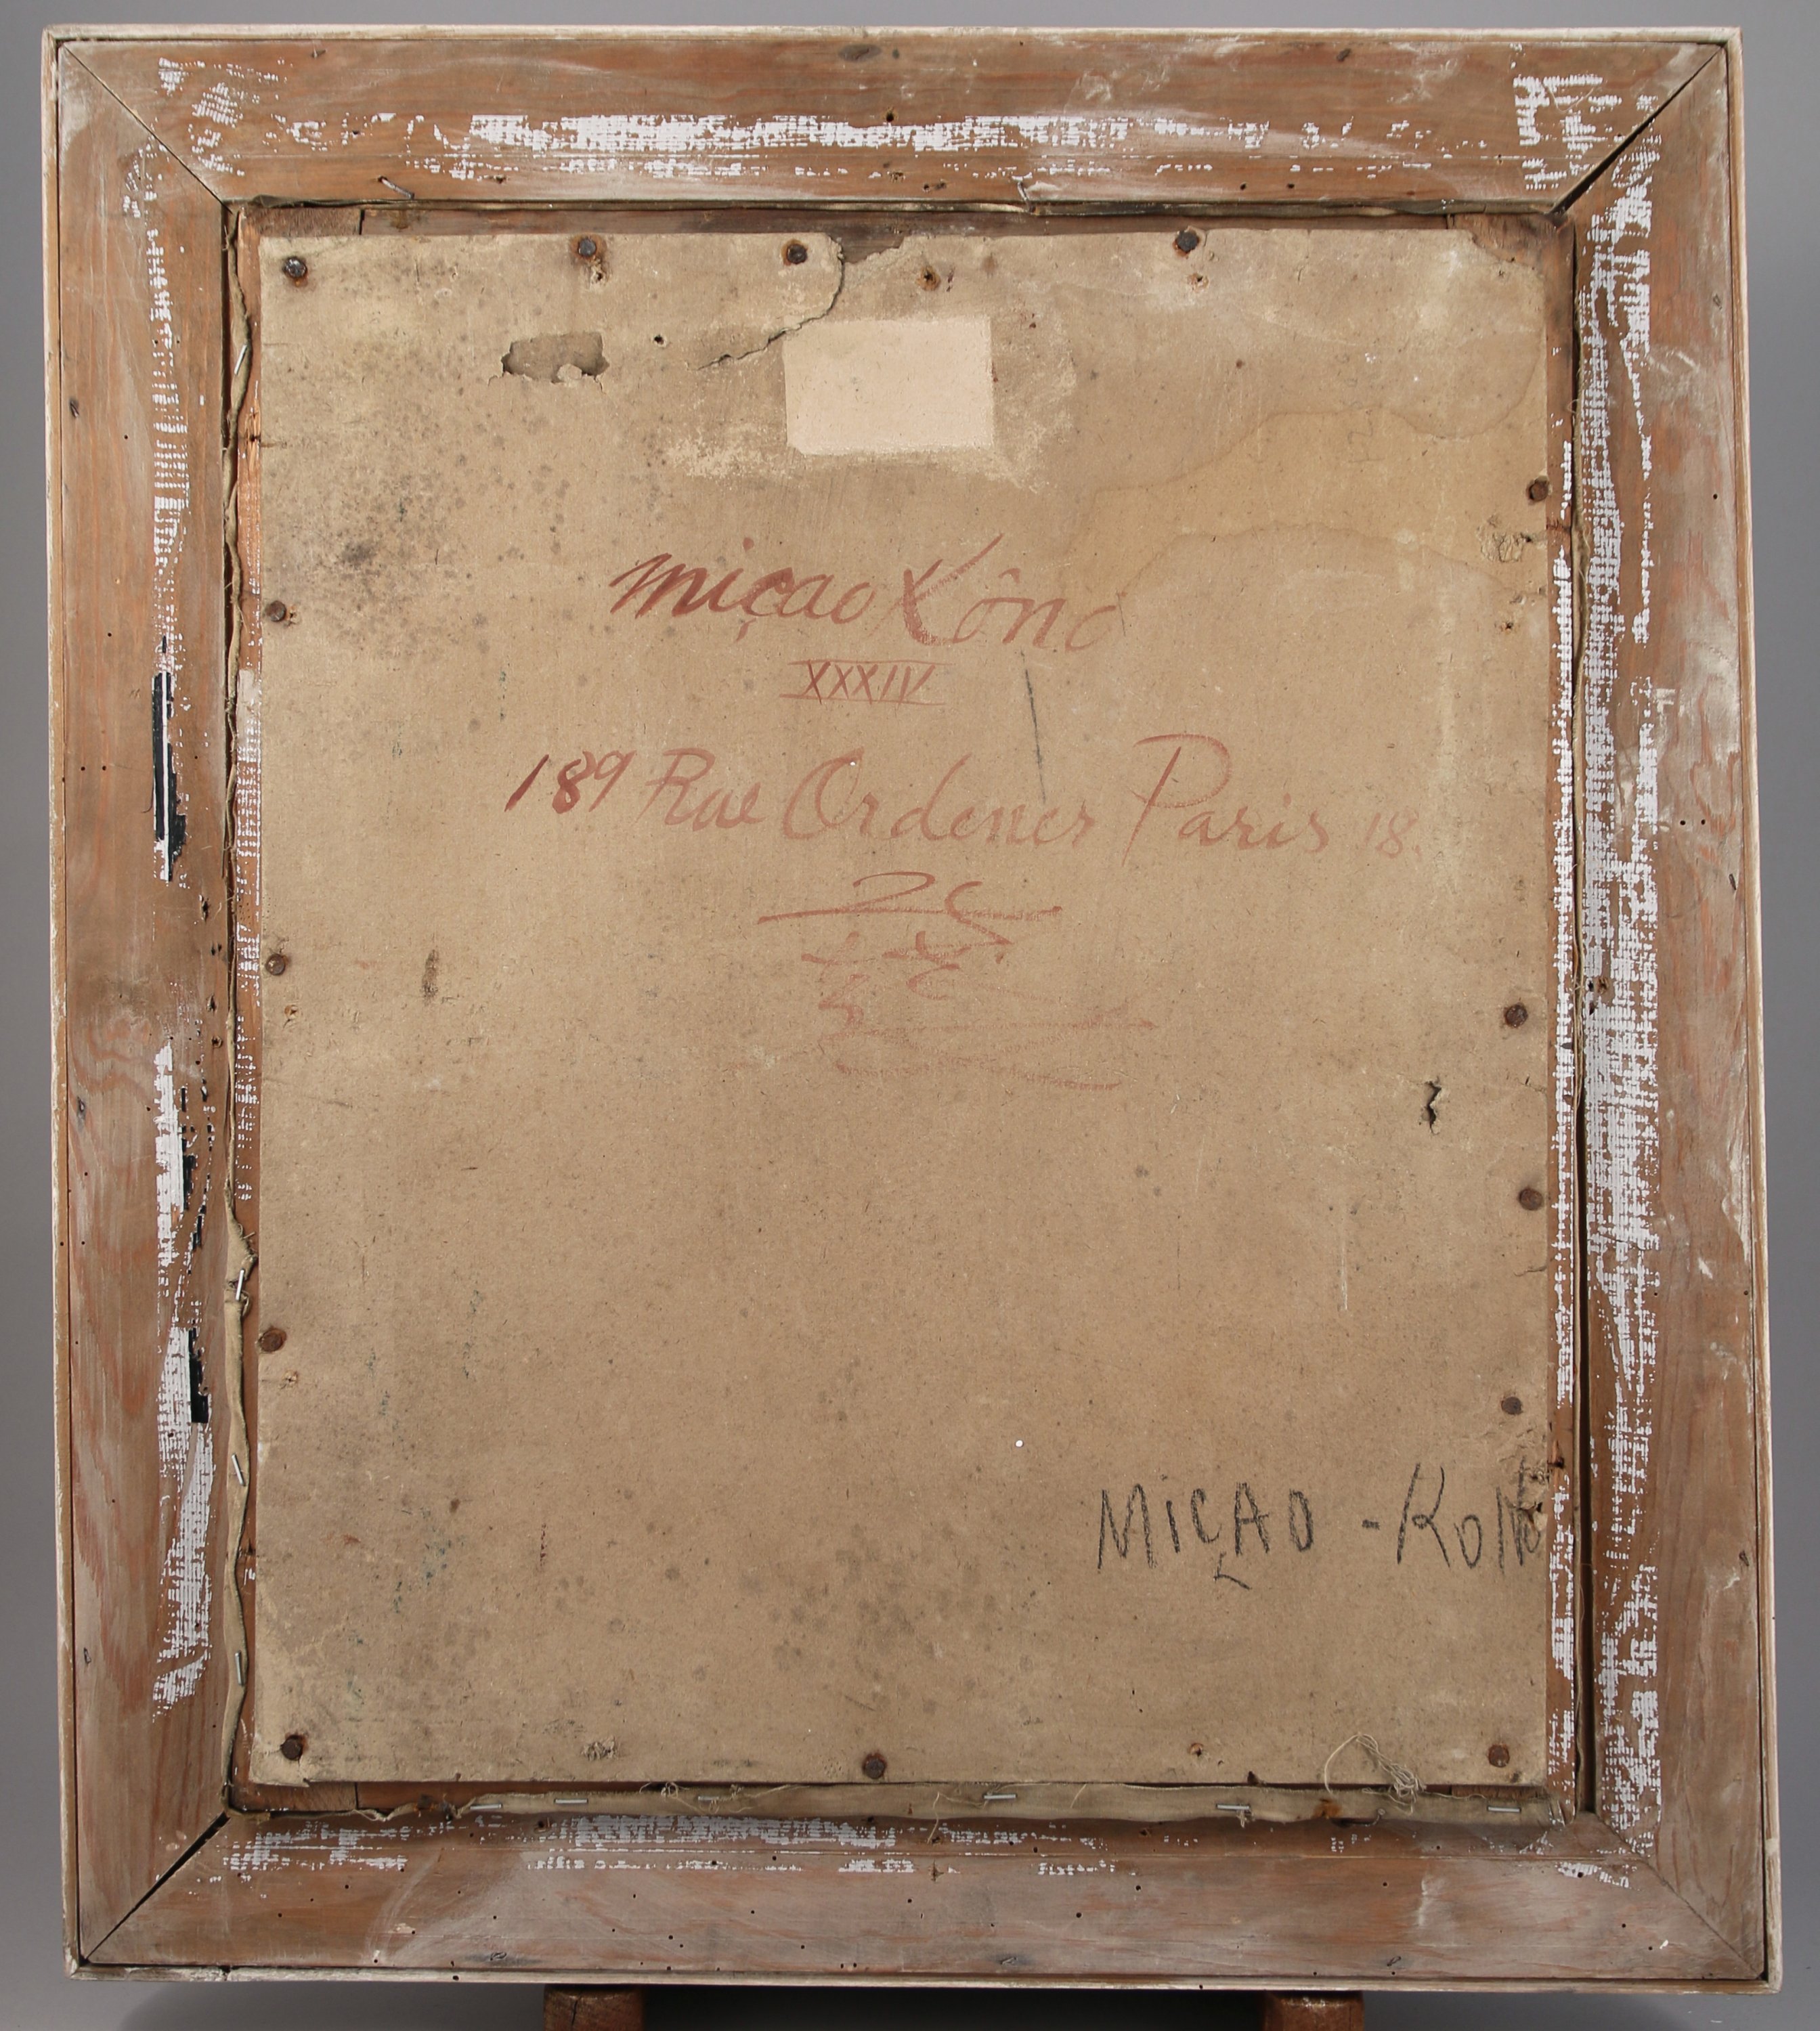 miçao Kôno
XXXIV
189 Rue Ordener Paris 18.
MIÇAO - KONO